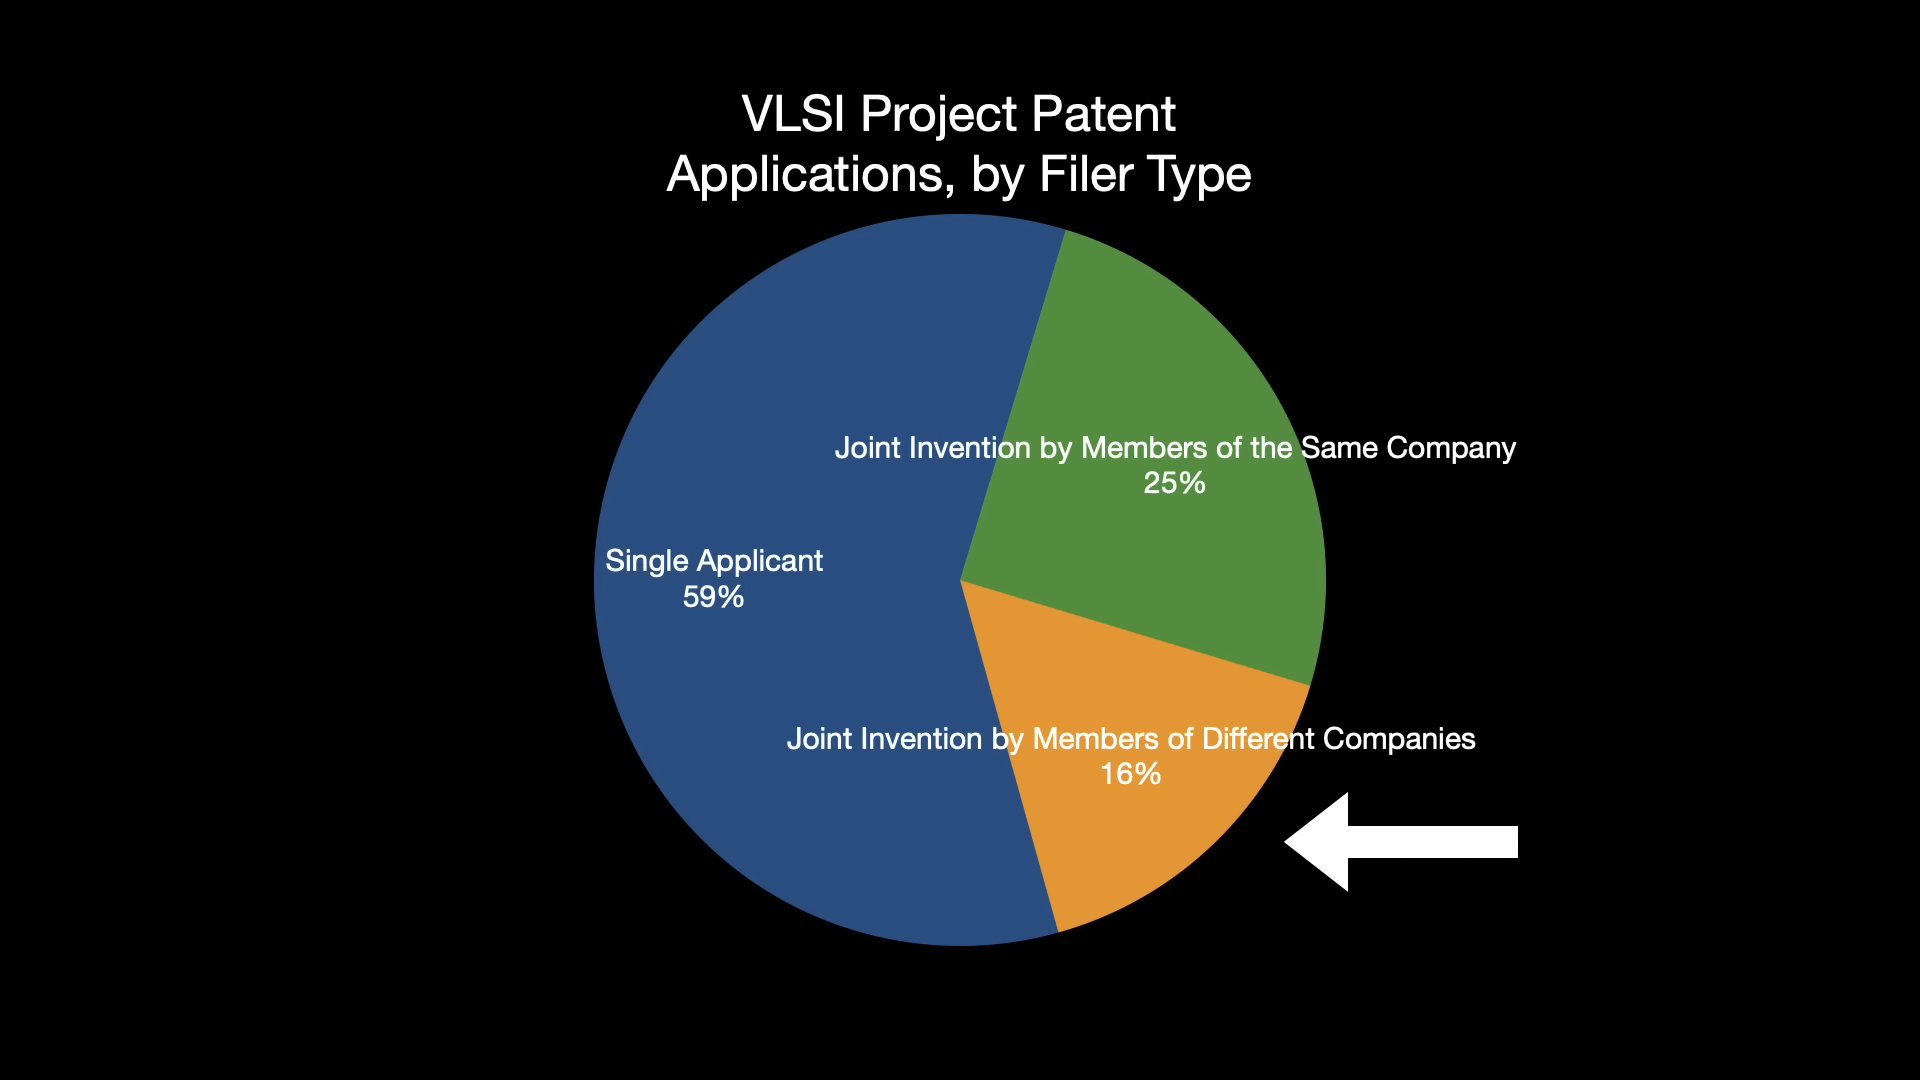 VLSI Project Patent
Applications, by Filer Type
Joint Invention by Members of the Same Company
25%
Single Applicant
59%
Joint Invention by Members of Different Companies
16%